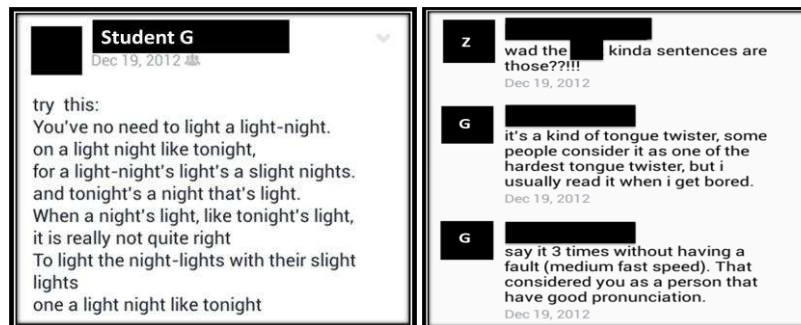 Student G
Dec 19, 2012
try this:
You've no need to light a light-night.
on a light night like tonight,
for a light-night's light's a slight nights.
and tonight's a night that's light.
When a night's light, like tonight's light,
it is really not quite right
To light the night-lights with their slight
lights
one a light night like tonight
Z
wad the kinda sentences are
those??!!!
Dec 19, 2012
G
it's a kind of tongue twister, some
people consider it as one of the
hardest tongue twister, but i
usually read it when i get bored.
Dec 19, 2012
G
say it 3 times without having a
fault (medium fast speed). That
considered you as a person that
have good pronunciation.
Dec 19, 2012